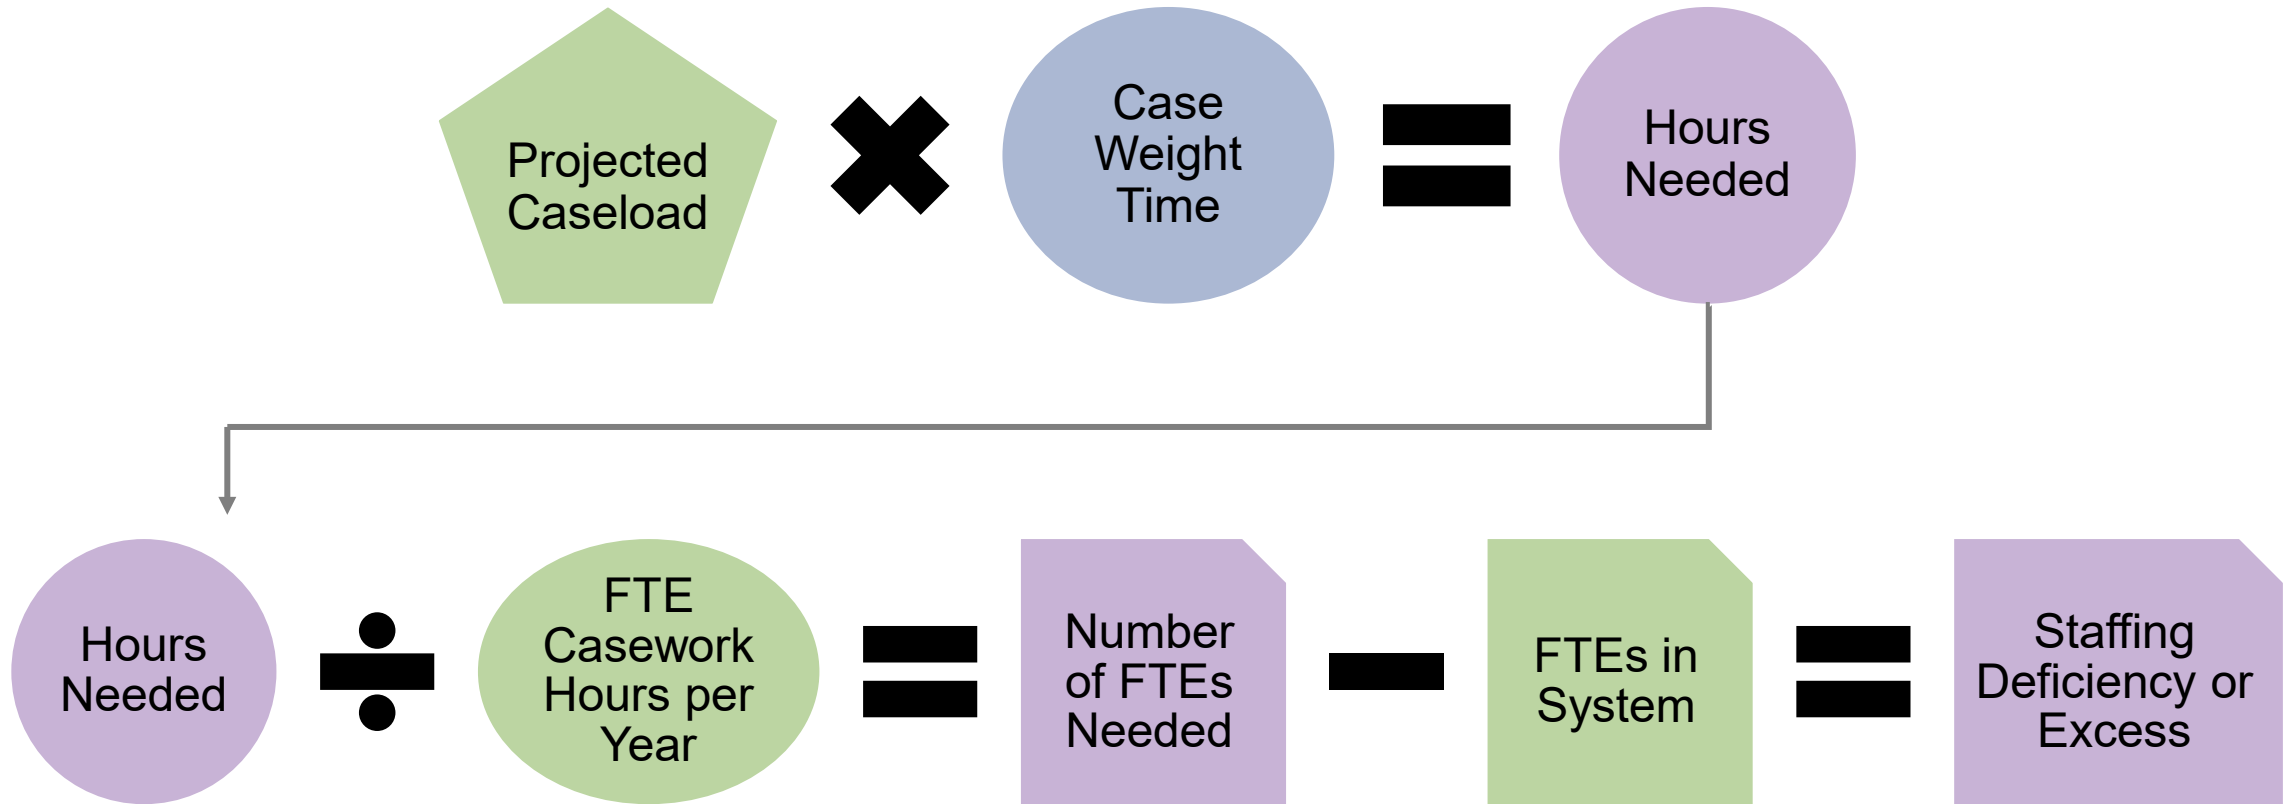 Projected
Caseload
Case
Weight
Time
Hours
Needed
Hours
Needed
FTE
Casework
Hours per
Year
Number
of FTEs
Needed
FTEs in
System
Staffing
Deficiency or
Excess